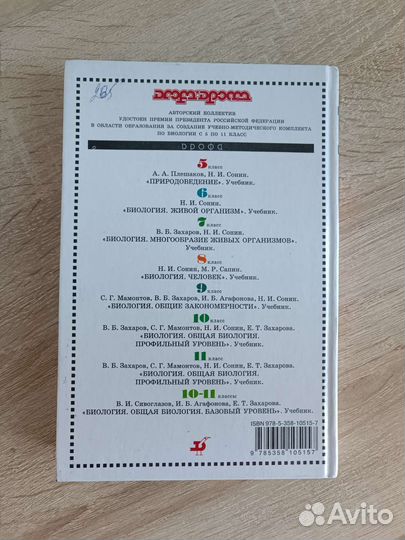 285
АВТОРСКИЙ КОЛЛЕКТИВ
УДОСТОЕН ПРЕМИИ ПРЕЗИДЕНТА РОССИЙСКОЙ ФЕДЕРАЦИИ
В ОБЛАСТИ ОБРАЗОВАНИЯ ЗА СОЗДАНИЕ УЧЕБНО-МЕТОДИЧЕСКОГО КОМПЛЕКТА
ПО БИОЛОГИИ С 5 ПО 11 КЛАСС
ДРОФА
5 класс
А. А. Плешаков, Н. И. Сонин.
«ПРИРОДОВЕДЕНИЕ». Учебник.
6 класс
Н. И. Сонин.
«БИОЛОГИЯ. ЖИВОЙ ОРГАНИЗМ». Учебник.
7 класс
В. Б. Захаров, Н. И. Сонин.
«БИОЛОГИЯ. МНОГООБРАЗИЕ ЖИВЫХ ОРГАНИЗМОВ».
Учебник.
8 класс
Н. И. Сонин, М. Р. Сапин.
«БИОЛОГИЯ. ЧЕЛОВЕК». Учебник.
9 класс
С. Г. Мамонтов, В. Б. Захаров, И. Б. Агафонова, Н. И. Сонин.
«БИОЛОГИЯ. ОБЩИЕ ЗАКОНОМЕРНОСТИ». Учебник.
10 класс
В. Б. Захаров, С. Г. Мамонтов, Н. И. Сонин, Е. Т. Захарова.
«БИОЛОГИЯ. ОБЩАЯ БИОЛОГИЯ.
ПРОФИЛЬНЫЙ УРОВЕНЬ». Учебник.
11 класс
В. Б. Захаров, С. Г. Мамонтов, Н. И. Сонин, Е. Т. Захарова.
«БИОЛОГИЯ. ОБЩАЯ БИОЛОГИЯ.
ПРОФИЛЬНЫЙ УРОВЕНЬ». Учебник.
10-11 классы
В. И. Сивоглазов, И. Б. Агафонова, Е. Т. Захарова.
«БИОЛОГИЯ. ОБЩАЯ БИОЛОГИЯ. БАЗОВЫЙ УРОВЕНЬ». Учебник.
ISBN 978-5-358-10515-7
9 785358 105157
Avito